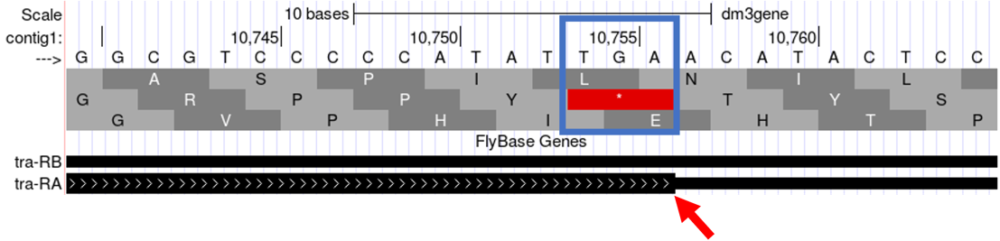 Scale 10 bases dm3gene
contig1: 10,745 10,750 10,755 10,760
---> G G C G T C C C C C A T A T T G A A C A T A C T C C
A S P I L N I L
G R P P Y * T Y S
G V P H I E H T P
FlyBase Genes
tra-RB
tra-RA